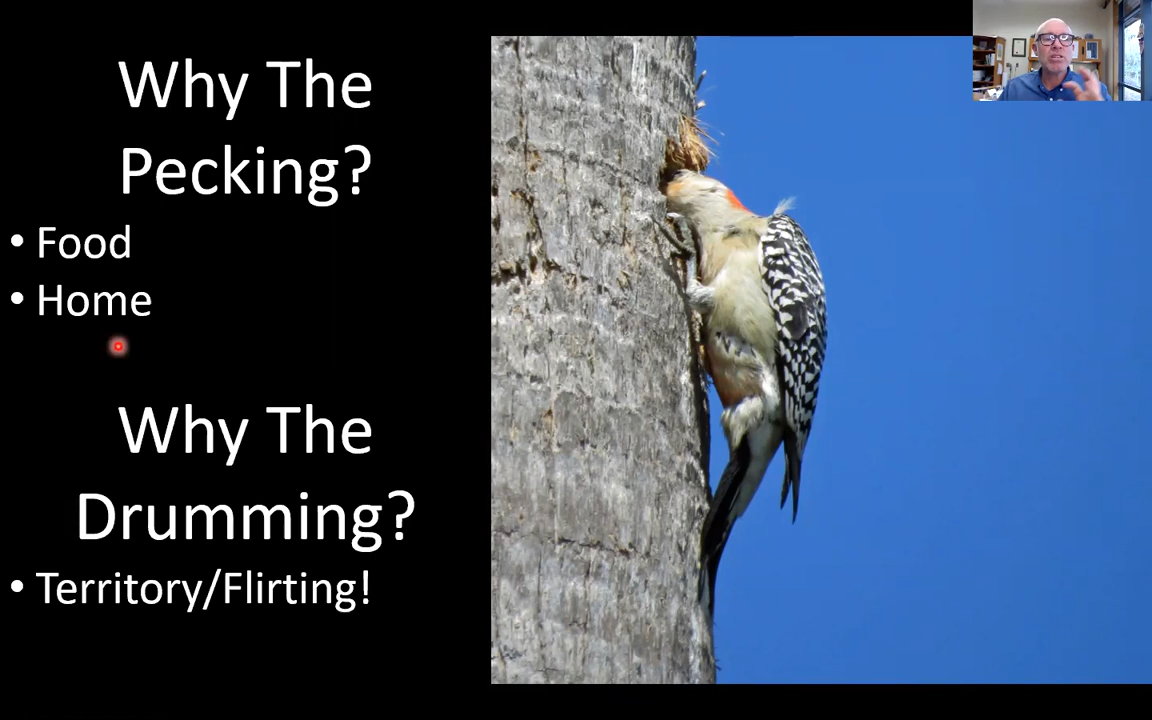 Why The
Pecking?
• Food
• Home
Why The
Drumming?
• Territory/Flirting!